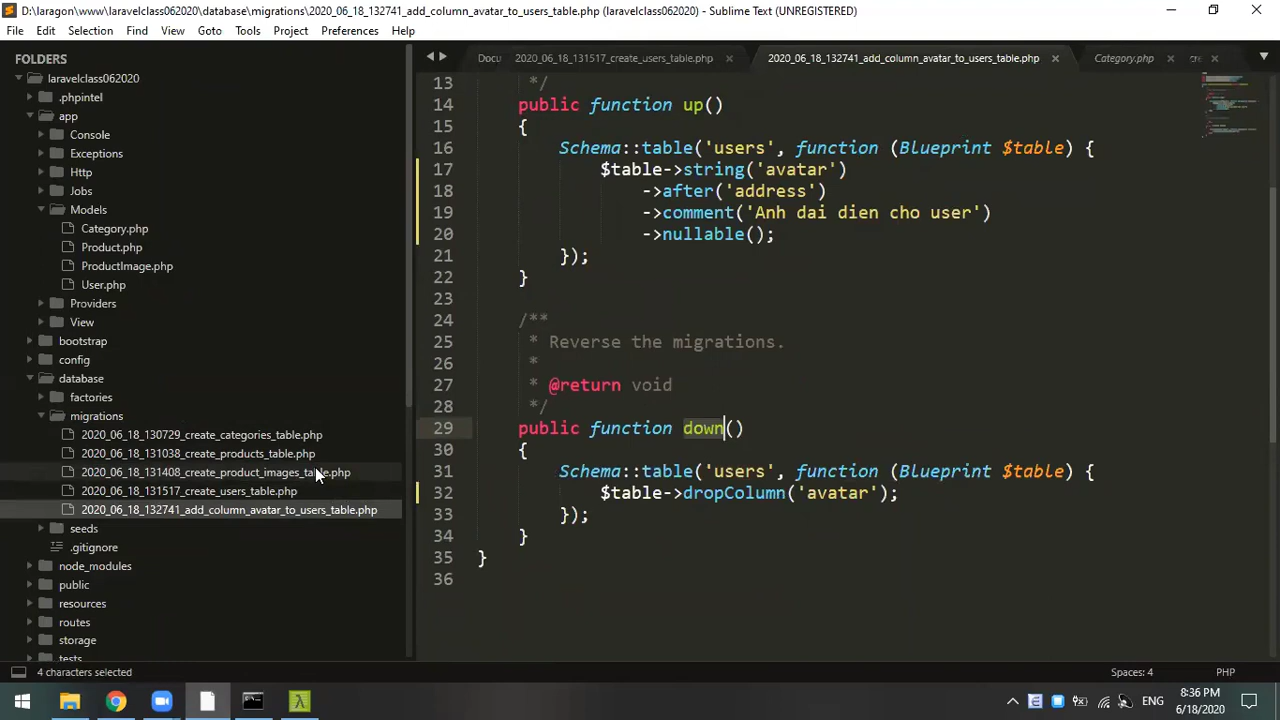 D:\laragon\www\laravelclass062020\database\migrations\2020_06_18_132741_add_column_avatar_to_users_table.php (laravelclass062020) - Sublime Text (UNREGISTERED)
File Edit Selection Find View Goto Tools Project Preferences Help
FOLDERS
laravelclass062020
.phpintel
app
Console
Exceptions
Http
Jobs
Models
Category.php
Product.php
ProductImage.php
User.php
Providers
View
bootstrap
config
database
factories
migrations
2020_06_18_130729_create_categories_table.php
2020_06_18_131038_create_products_table.php
2020_06_18_131408_create_product_images_table.php
2020_06_18_131517_create_users_table.php
2020_06_18_132741_add_column_avatar_to_users_table.php
seeds
.gitignore
node_modules
public
resources
routes
storage
tests
Docu 2020_06_18_131517_create_users_table.php 2020_06_18_132741_add_column_avatar_to_users_table.php Category.php cre
13 */
14 public function up()
15 {
16 Schema::table('users', function (Blueprint $table) {
17 $table->string('avatar')
18 ->after('address')
19 ->comment('Anh dai dien cho user')
20 ->nullable();
21 });
22 }
23
24 /**
25 * Reverse the migrations.
26 *
27 * @return void
28 */
29 public function down()
30 {
31 Schema::table('users', function (Blueprint $table) {
32 $table->dropColumn('avatar');
33 });
34 }
35 }
36
4 characters selected Spaces: 4 PHP
ENG 8:36 PM
6/18/2020